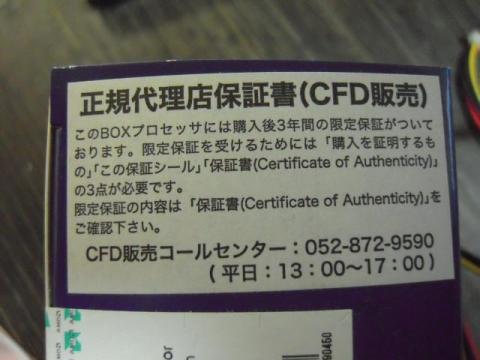 正規代理店保証書(CFD販売)
このBOXプロセッサには購入後3年間の限定保証がついて
おります。限定保証を受けるためには「購入を証明するも
の」「この保証シール」「保証書(Certificate of Authenticity)」
の3点が必要です。
限定保証の内容は「保証書(Certificate of Authenticity)」を
ご確認下さい。
CFD販売コールセンター：052-872-9590
(平日：13：00〜17：00)